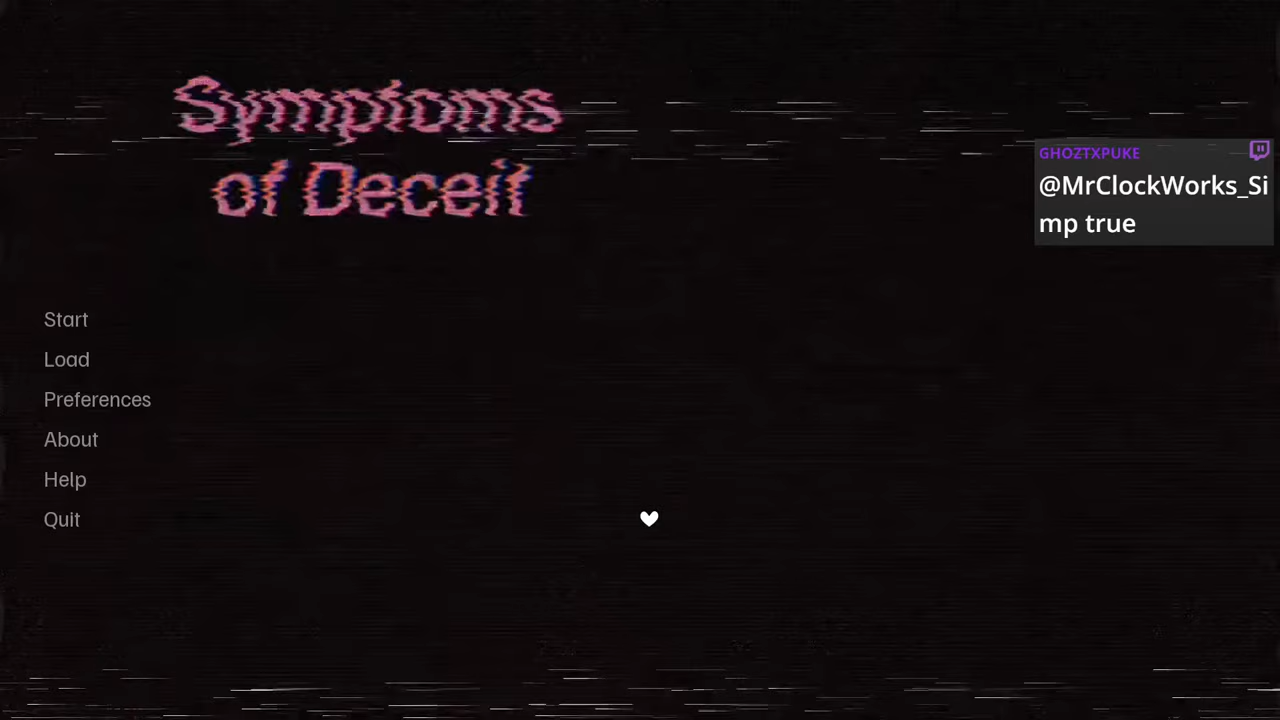 Symptoms
of Deceit
GHOZTXPUKE
@MrClockWorks_Si
mp true
Start
Load
Preferences
About
Help
Quit